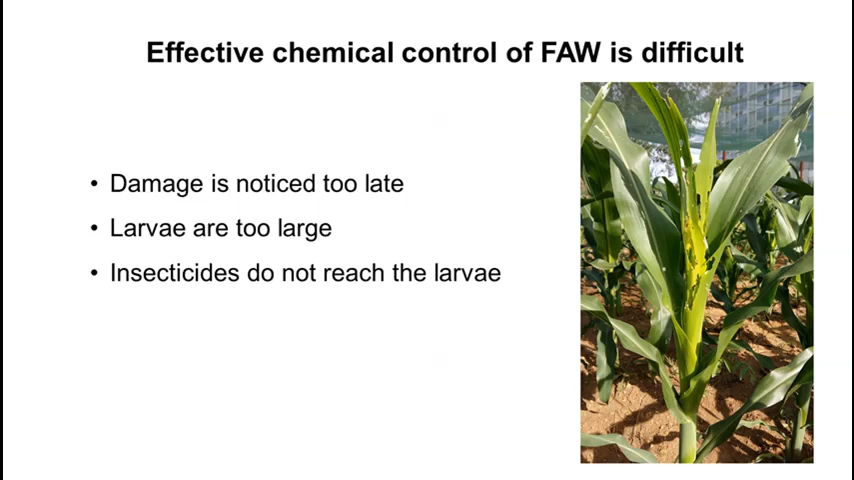 Effective chemical control of FAW is difficult
• Damage is noticed too late
• Larvae are too large
• Insecticides do not reach the larvae